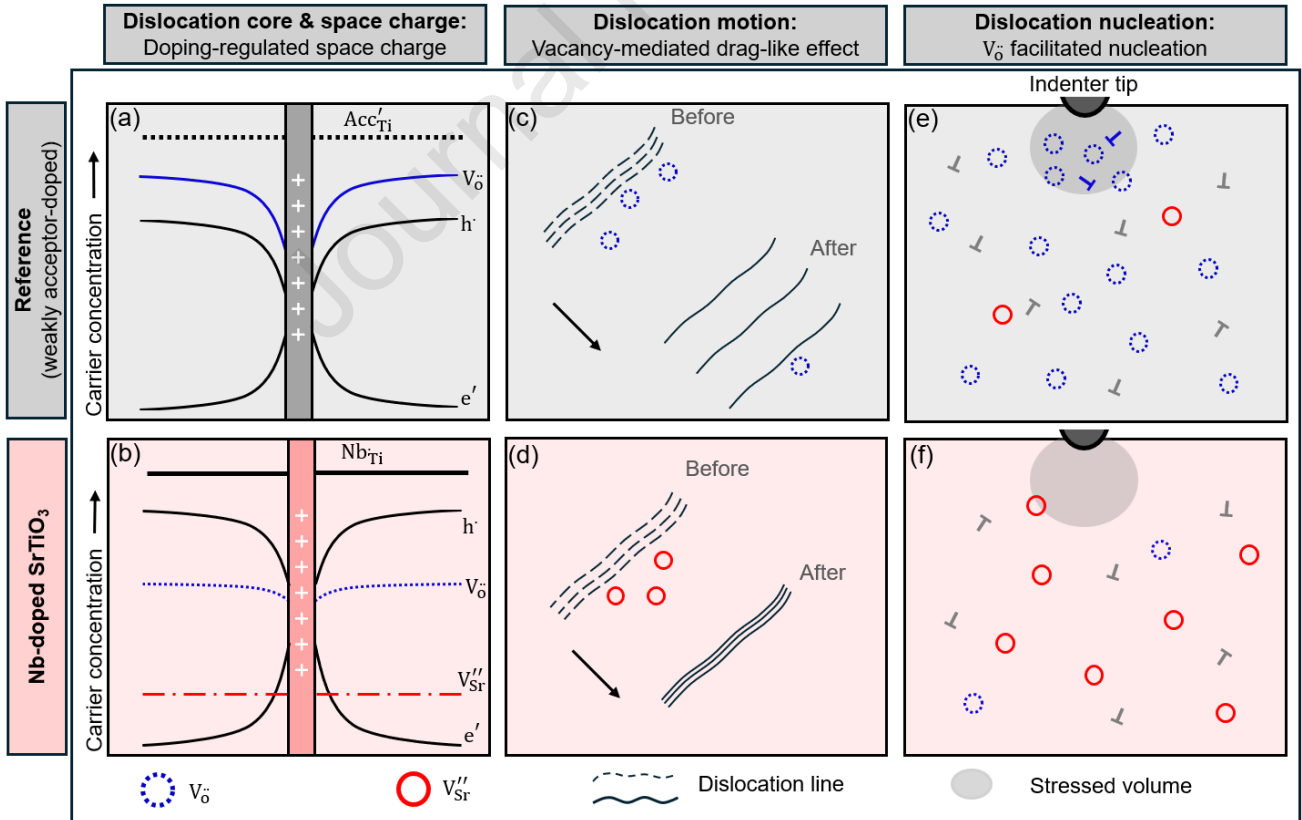 Dislocation core & space charge:
Doping-regulated space charge
Dislocation motion:
Vacancy-mediated drag-like effect
Dislocation nucleation:
V_ö facilitated nucleation
Indenter tip
Reference
(weakly acceptor-doped)
Carrier concentration
(a)
Acc′_Ti
V_ö
h·
e′
+
+
+
+
+
+
+
(c)
Before
After
(e)
Nb-doped SrTiO₃
Carrier concentration
(b)
Nb_Ti
h·
V_ö
V″_Sr
e′
+
+
+
+
+
+
+
(d)
Before
After
(f)
V_ö
V″_Sr
Dislocation line
Stressed volume
Journal